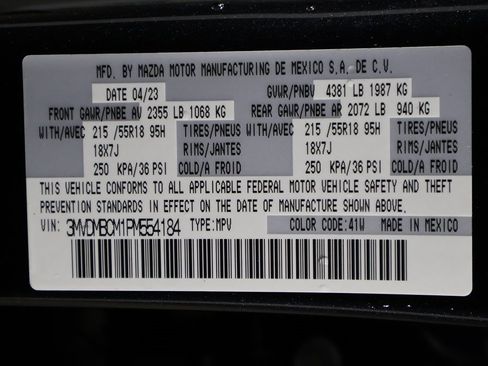 MFD. BY MAZDA MOTOR MANUFACTURING DE MEXICO S.A. DE C.V.
DATE 04/23 GVWR/PNBV 4381 LB 1987 KG
FRONT GAWR/PNBE AV 2355 LB 1068 KG REAR GAWR/PNBE AR 2072 LB 940 KG
WITH/AVEC 215 /55R18 95H TIRES/PNEUS WITH/AVEC 215 /55R18 95H TIRES/PNEUS
18X7J RIMS/JANTES 18X7J RIMS/JANTES
250 KPA/36 PSI COLD/A FROID 250 KPA/36 PSI COLD/A FROID
THIS VEHICLE CONFORMS TO ALL APPLICABLE FEDERAL MOTOR VEHICLE SAFETY AND THEFT
PREVENTION STANDARDS IN EFFECT ON THE DATE OF MANUFACTURE SHOWN ABOVE.
VIN: 3MVDMBCM1PM554184 TYPE: MPV COLOR CODE: 41W MADE IN MEXICO